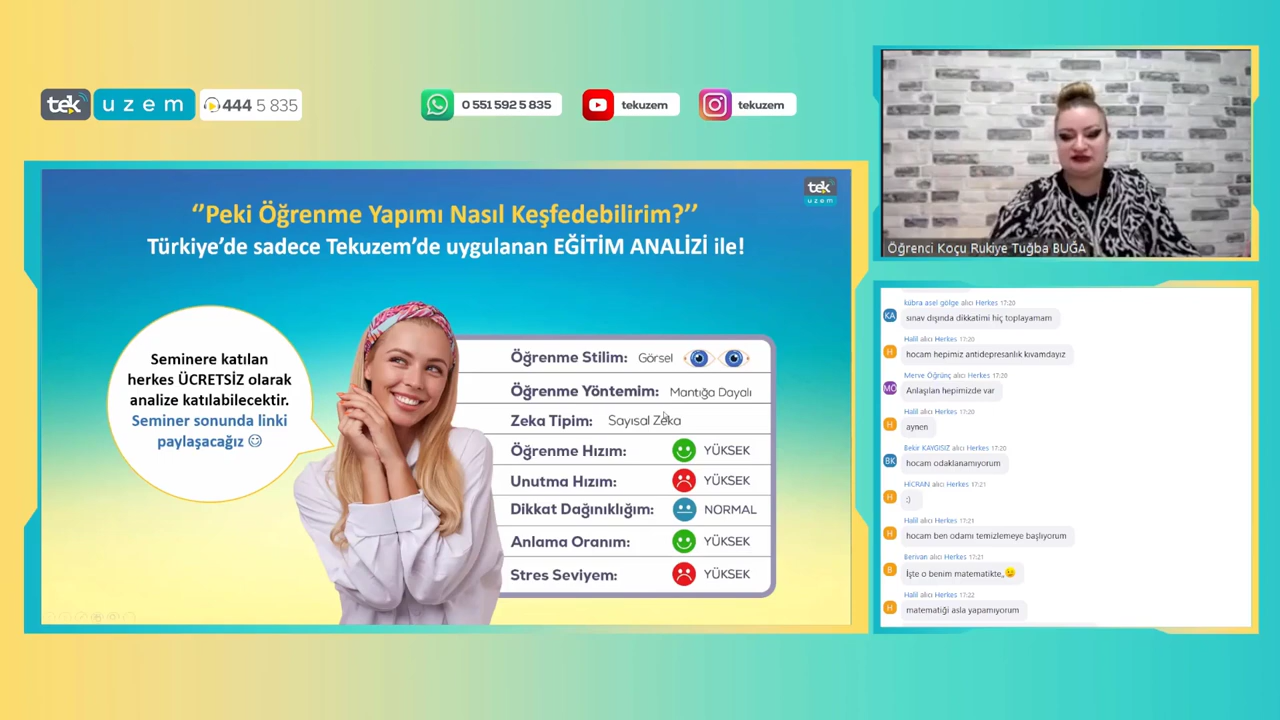 tek uzem 444 5 835
0 551 592 5 835
tekuzem
tekuzem
tek
uzem
‘’Peki Öğrenme Yapımı Nasıl Keşfedebilirim?’’
Türkiye’de sadece Tekuzem’de uygulanan EĞİTİM ANALİZİ ile!
Seminere katılan
herkes ÜCRETSİZ olarak
analize katılabilecektir.
Seminer sonunda linki
paylaşacağız ☺
Öğrenme Stilim: Görsel
Öğrenme Yöntemim: Mantığa Dayalı
Zeka Tipim: Sayısal Zeka
Öğrenme Hızım: YÜKSEK
Unutma Hızım: YÜKSEK
Dikkat Dağınıklığım: NORMAL
Anlama Oranım: YÜKSEK
Stres Seviyem: YÜKSEK
Öğrenci Koçu Rukiye Tuğba BUĞA
kübra asel gölge alıcı Herkes 17:20
KA sınav dışında dikkatimi hiç toplayamam
Halil alıcı Herkes 17:20
H hocam hepimiz antidepresanlık kıvamdayız
Merve Öğrünç alıcı Herkes 17:20
MÖ Anlaşılan hepimizde var
Halil alıcı Herkes 17:20
H aynen
Bekir KAYGISIZ alıcı Herkes 17:20
BK hocam odaklanamıyorum
HİCRAN alıcı Herkes 17:21
H :)
Halil alıcı Herkes 17:21
H hocam ben odamı temizlemeye başlıyorum
Berivan alıcı Herkes 17:21
B İşte o benim matematikte,,😉
Halil alıcı Herkes 17:22
H matematiği asla yapamıyorum